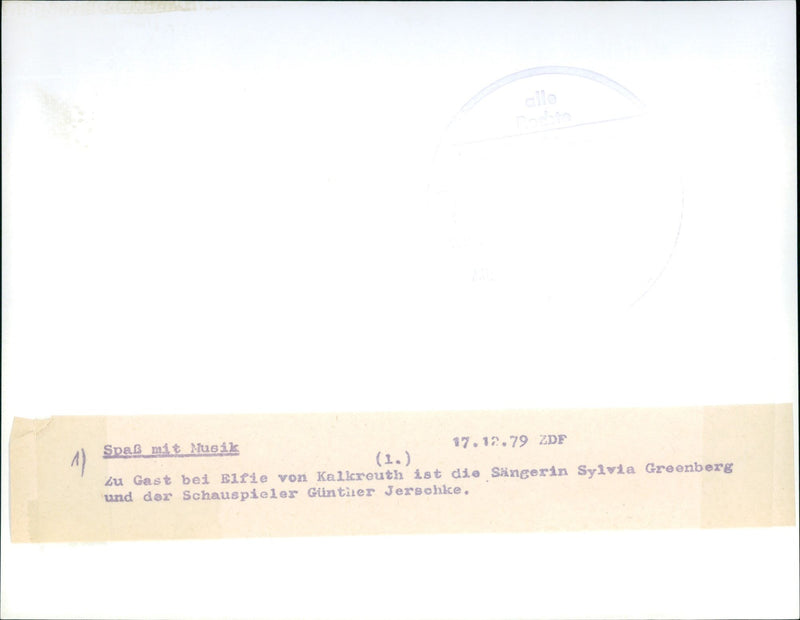 alle
Rechte
1) Spaß mit Musik 17.12.79 ZDF
(1.)
Zu Gast bei Elfie von Kalkreuth ist die Sängerin Sylvia Greenberg
und der Schauspieler Günther Jerschke.